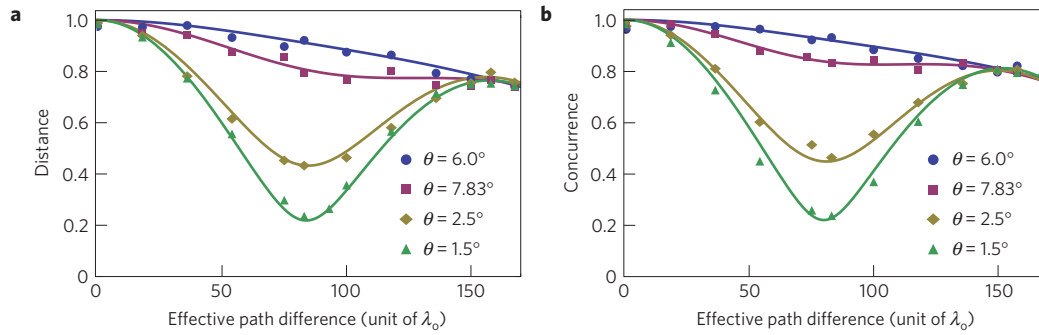 a
Distance
1.0
0.8
0.6
0.4
0.2
0
0 50 100 150
Effective path difference (unit of λₒ)
θ = 6.0°
θ = 7.83°
θ = 2.5°
θ = 1.5°
b
Concurrence
1.0
0.8
0.6
0.4
0.2
0
0 50 100 150
Effective path difference (unit of λₒ)
θ = 6.0°
θ = 7.83°
θ = 2.5°
θ = 1.5°